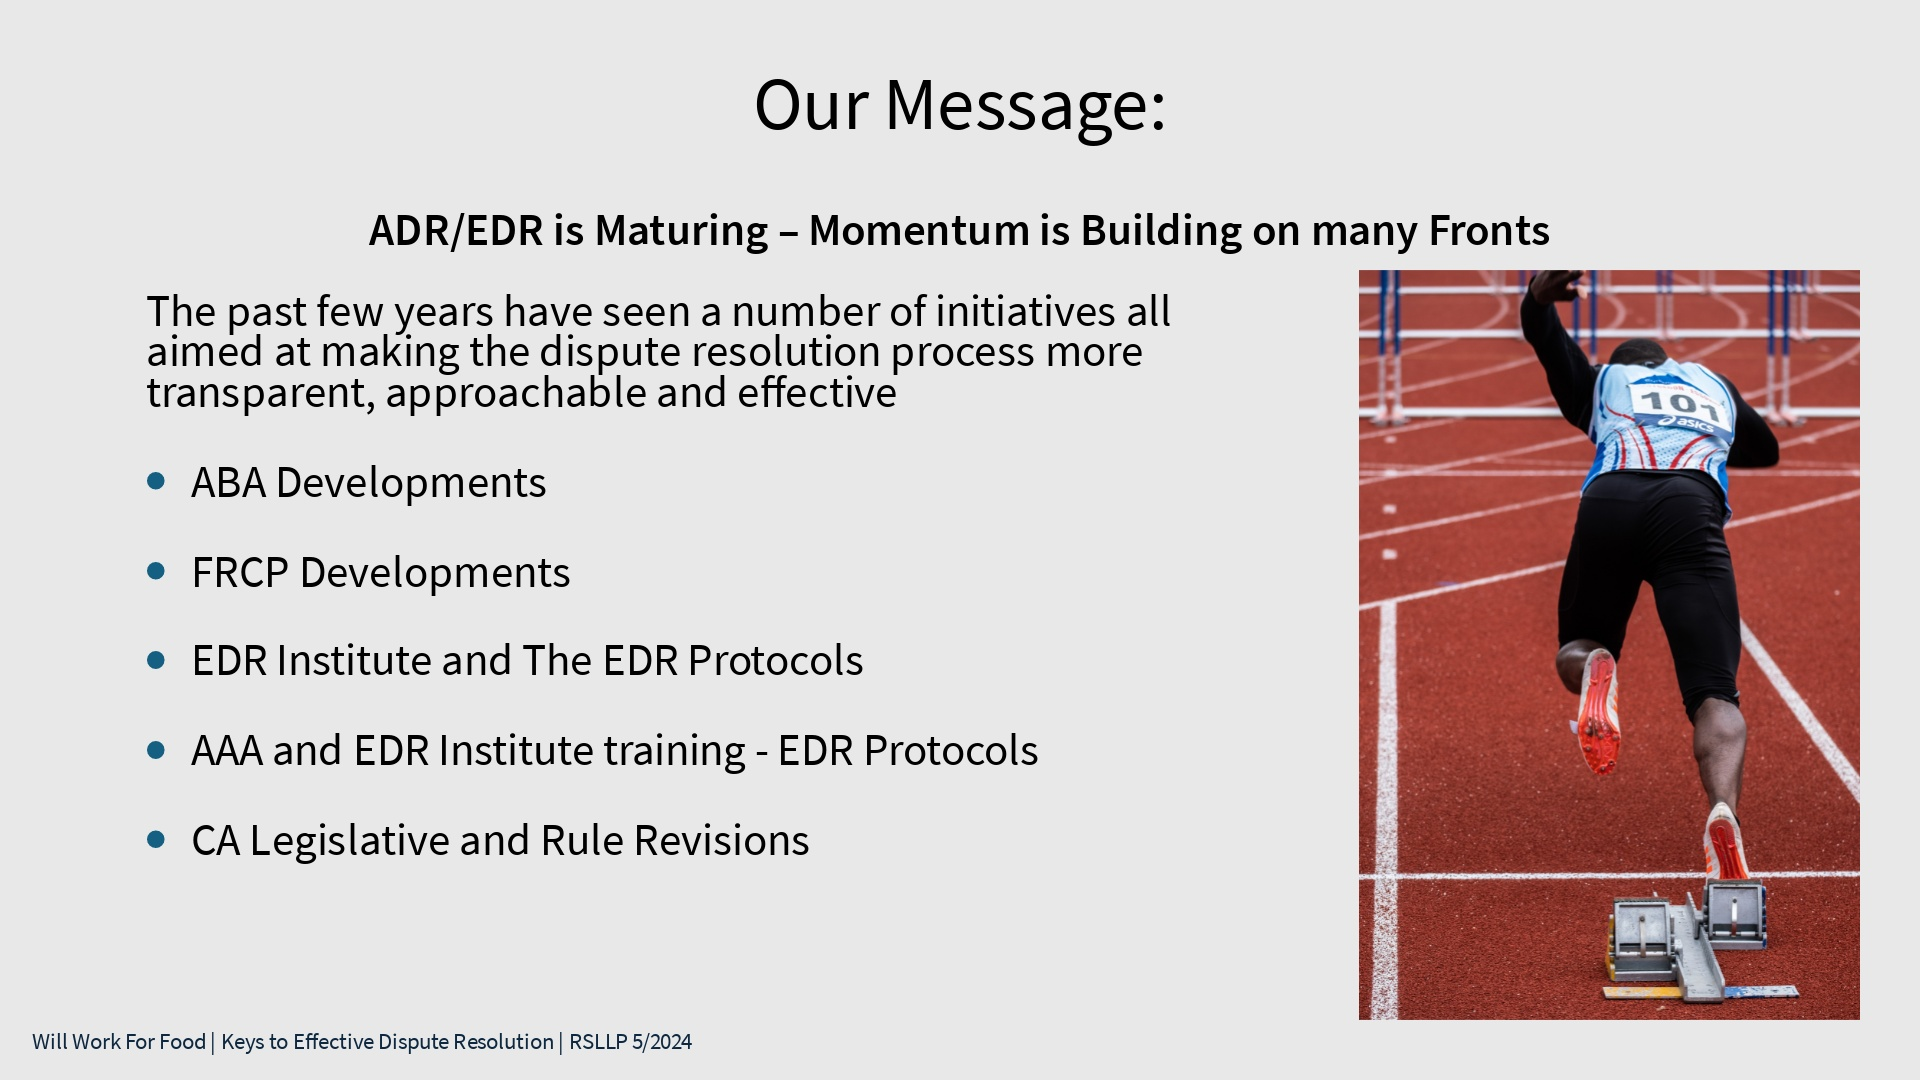 Our Message:
ADR/EDR is Maturing – Momentum is Building on many Fronts
The past few years have seen a number of initiatives all
aimed at making the dispute resolution process more
transparent, approachable and effective
ABA Developments
FRCP Developments
EDR Institute and The EDR Protocols
AAA and EDR Institute training - EDR Protocols
CA Legislative and Rule Revisions
101
asics
Will Work For Food | Keys to Effective Dispute Resolution | RSLLP 5/2024